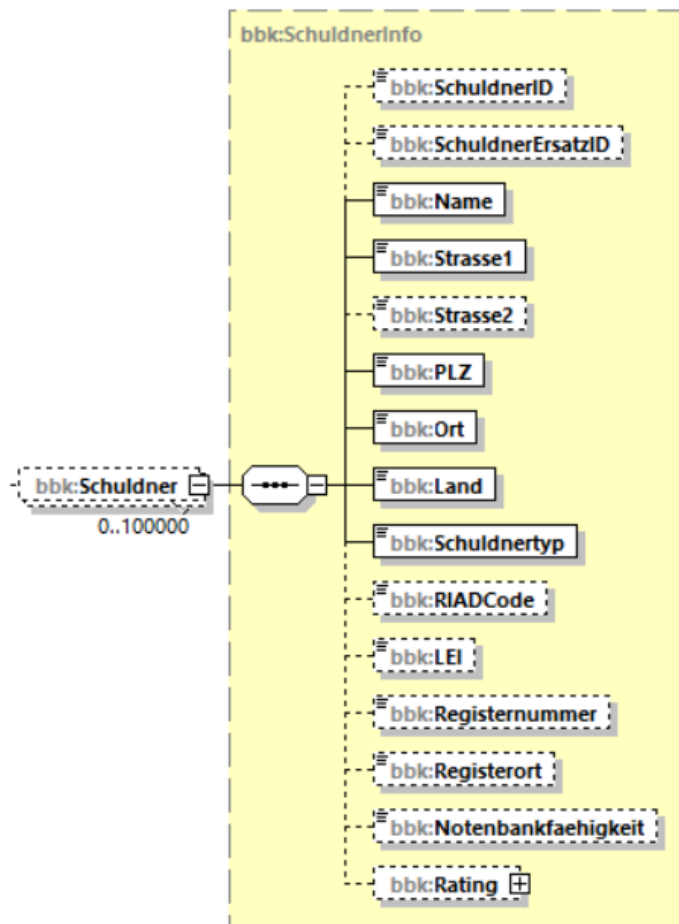 bbk:SchuldnerInfo
bbk:SchuldnerID
bbk:SchuldnerErsatzID
bbk:Name
bbk:Strasse1
bbk:Strasse2
bbk:PLZ
bbk:Ort
bbk:Schuldner
0..100000
bbk:Land
bbk:Schuldnertyp
bbk:RIADCode
bbk:LEI
bbk:Registernummer
bbk:Registerort
bbk:Notenbankfaehigkeit
bbk:Rating